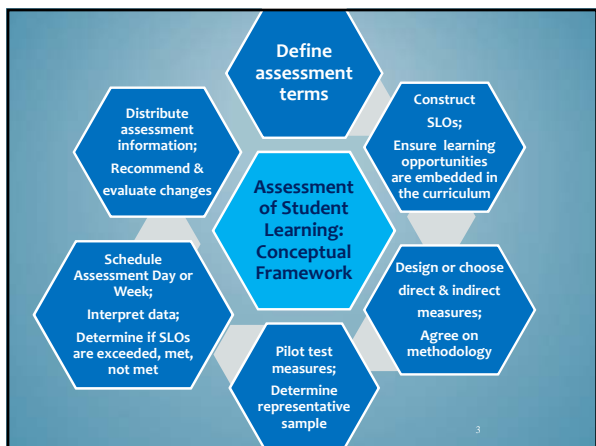 Define
assessment
terms
Construct
SLOs;
Ensure learning
opportunities
are embedded in
the curriculum
Design or choose
direct & indirect
measures;
Agree on
methodology
Pilot test
measures;
Determine
representative
sample
Schedule
Assessment Day or
Week;
Interpret data;
Determine if SLOs
are exceeded, met,
not met
Distribute
assessment
information;
Recommend &
evaluate changes
Assessment
of Student
Learning:
Conceptual
Framework
3